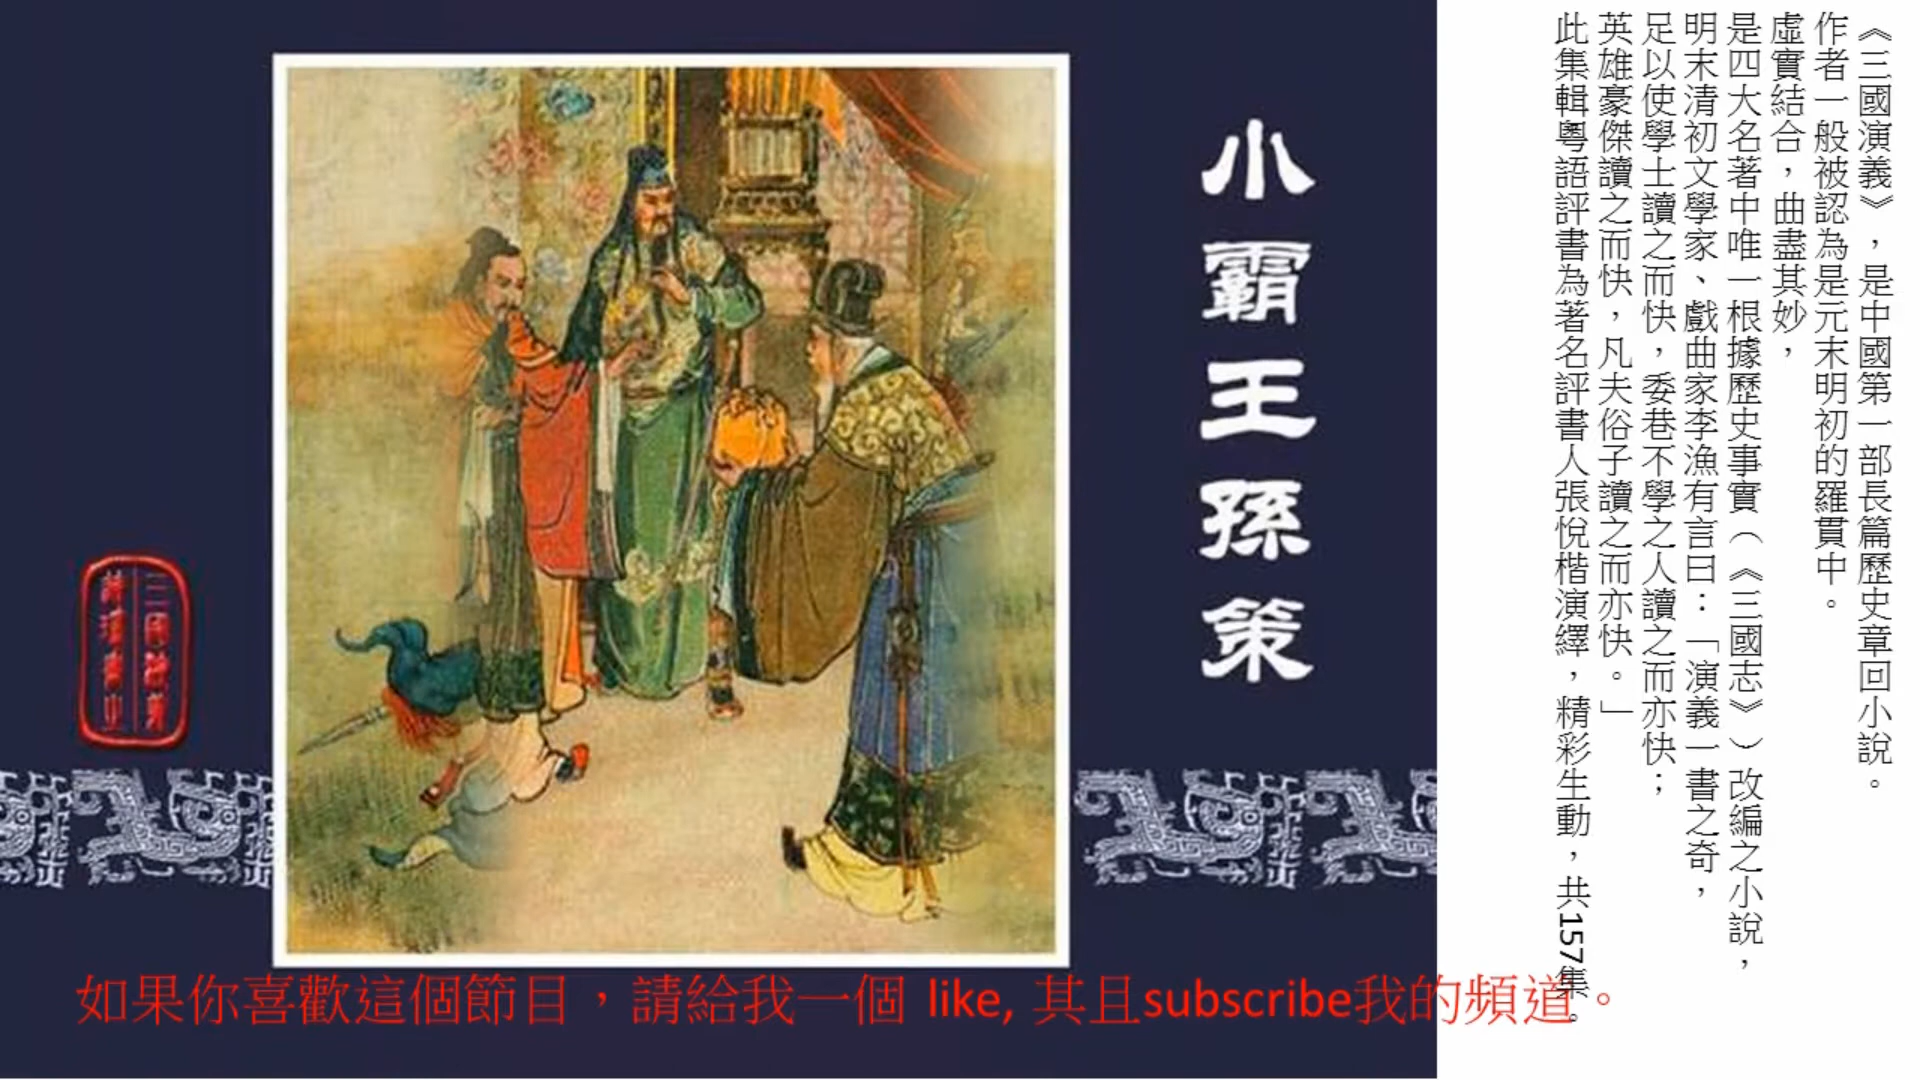 《三國演義》，是中國第一部長篇歷史章回小說。
作者一般被認為是元末明初的羅貫中。
虛實結合，曲盡其妙，
是四大名著中唯一根據歷史事實（《三國志》）改編之小說，
明末清初文學家、戲曲家李漁有言曰：「演義一書之奇，
足以使學士讀之而快，委巷不學之人讀之而亦快；
英雄豪傑讀之而快，凡夫俗子讀之而亦快。」
此集輯粵語評書為著名評書人張悅楷演繹，精彩生動，共157集。
小霸王孫策
如果你喜歡這個節目，請給我一個 like, 其且subscribe我的頻道。